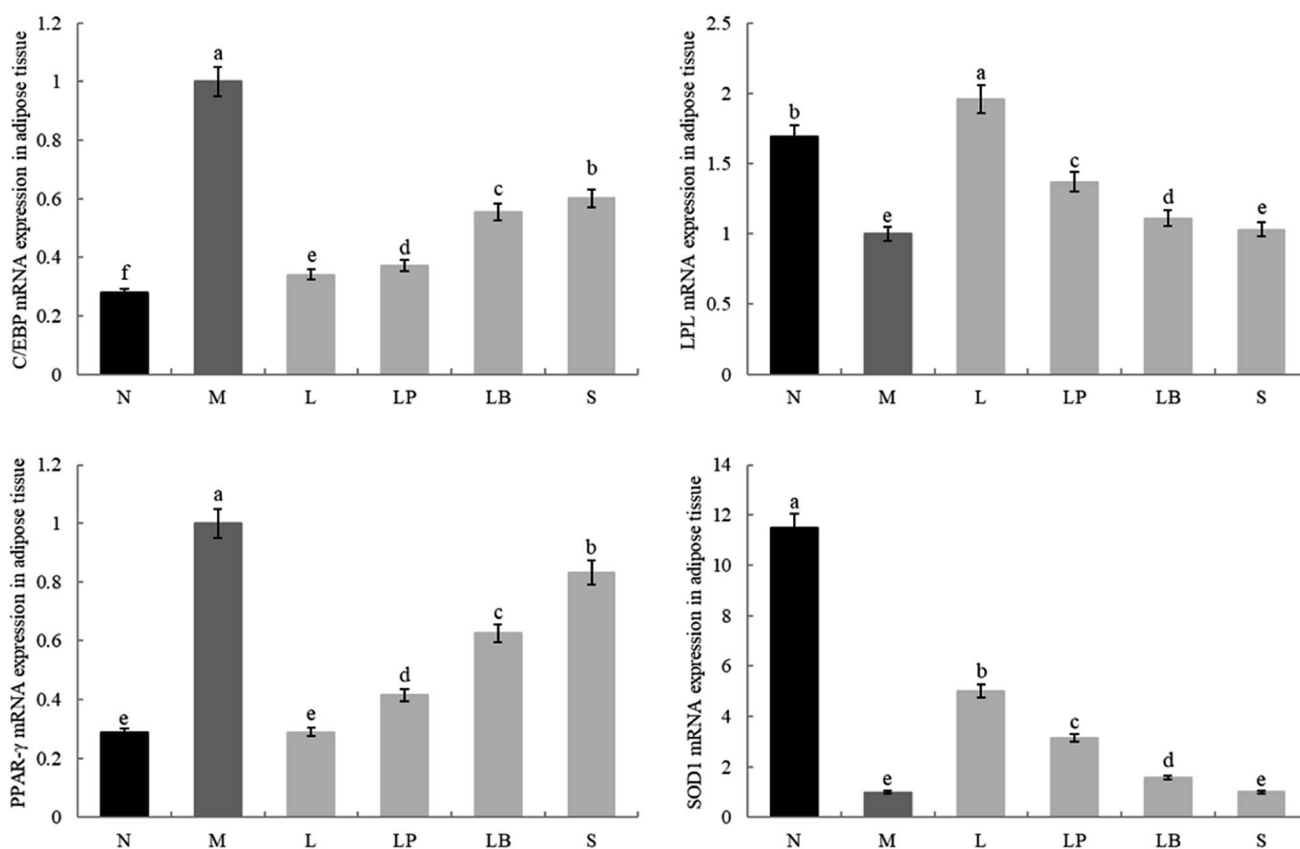 C/EBP mRNA expression in adipose tissue
1.2
1
0.8
0.6
0.4
0.2
0
f
a
e
d
c
b
N M L LP LB S
LPL mRNA expression in adipose tissue
2.5
2
1.5
1
0.5
0
b
e
a
c
d
e
N M L LP LB S
PPAR-γ mRNA expression in adipose tissue
1.2
1
0.8
0.6
0.4
0.2
0
e
a
e
d
c
b
N M L LP LB S
SOD1 mRNA expression in adipose tissue
14
12
10
8
6
4
2
0
a
e
b
c
d
e
N M L LP LB S